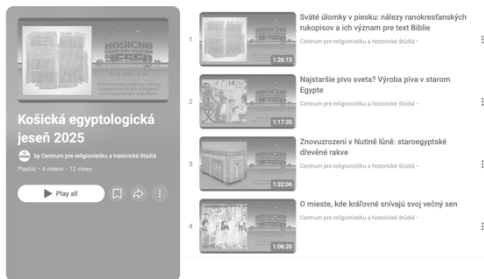 Košická egyptologická
jeseň 2025
by Centrum pre religionistiku a historické štúdiá
Playlist • 4 videos • 12 views
Play all
1
1:26:15
Sväté úlomky v piesku: nálezy ranokresťanských
rukopisov a ich význam pre text Biblie
Centrum pre religionistiku a historické štúdiá •
2
1:17:35
Najstaršie pivo sveta? Výroba piva v starom
Egypte
Centrum pre religionistiku a historické štúdiá •
3
1:32:06
Znovuzrození v Nutině lůně: staroegyptské
dřevěné rakve
Centrum pre religionistiku a historické štúdiá •
4
1:08:20
O mieste, kde kráľovné snívajú svoj večný sen
Centrum pre religionistiku a historické štúdiá •